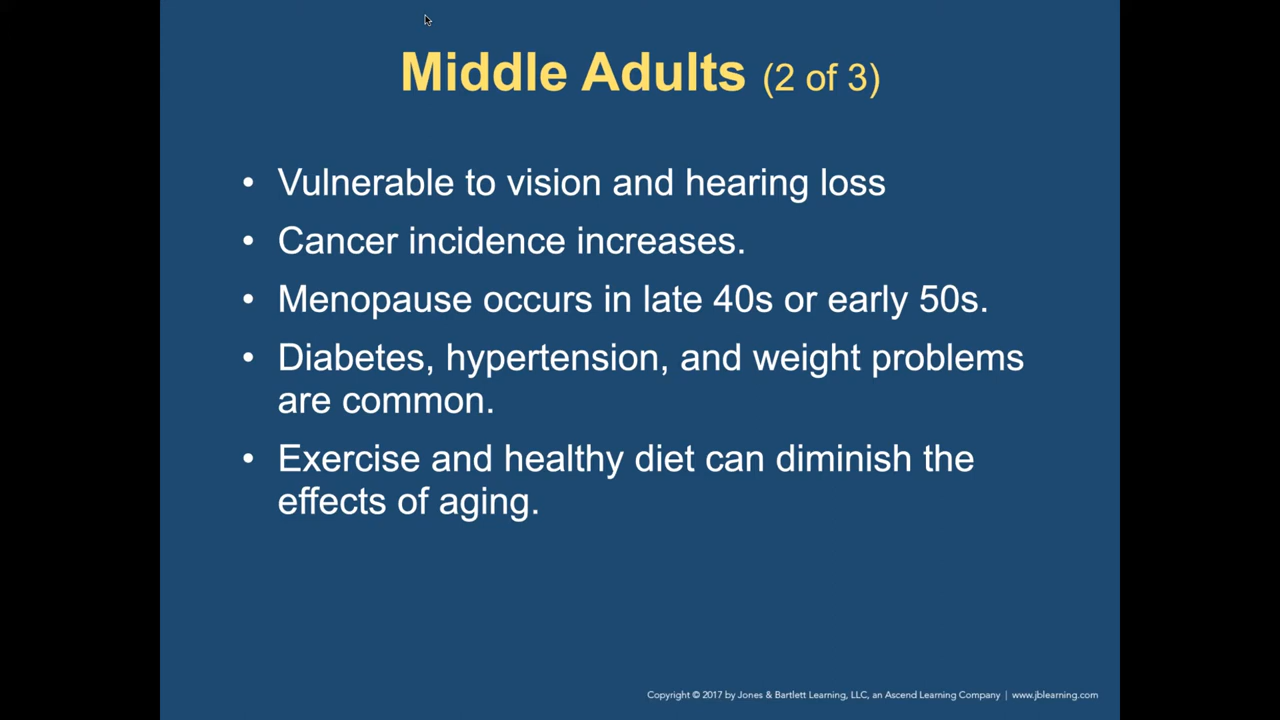 Middle Adults (2 of 3)
• Vulnerable to vision and hearing loss
• Cancer incidence increases.
• Menopause occurs in late 40s or early 50s.
• Diabetes, hypertension, and weight problems
are common.
• Exercise and healthy diet can diminish the
effects of aging.
Copyright © 2017 by Jones & Bartlett Learning, LLC, an Ascend Learning Company | www.jblearning.com